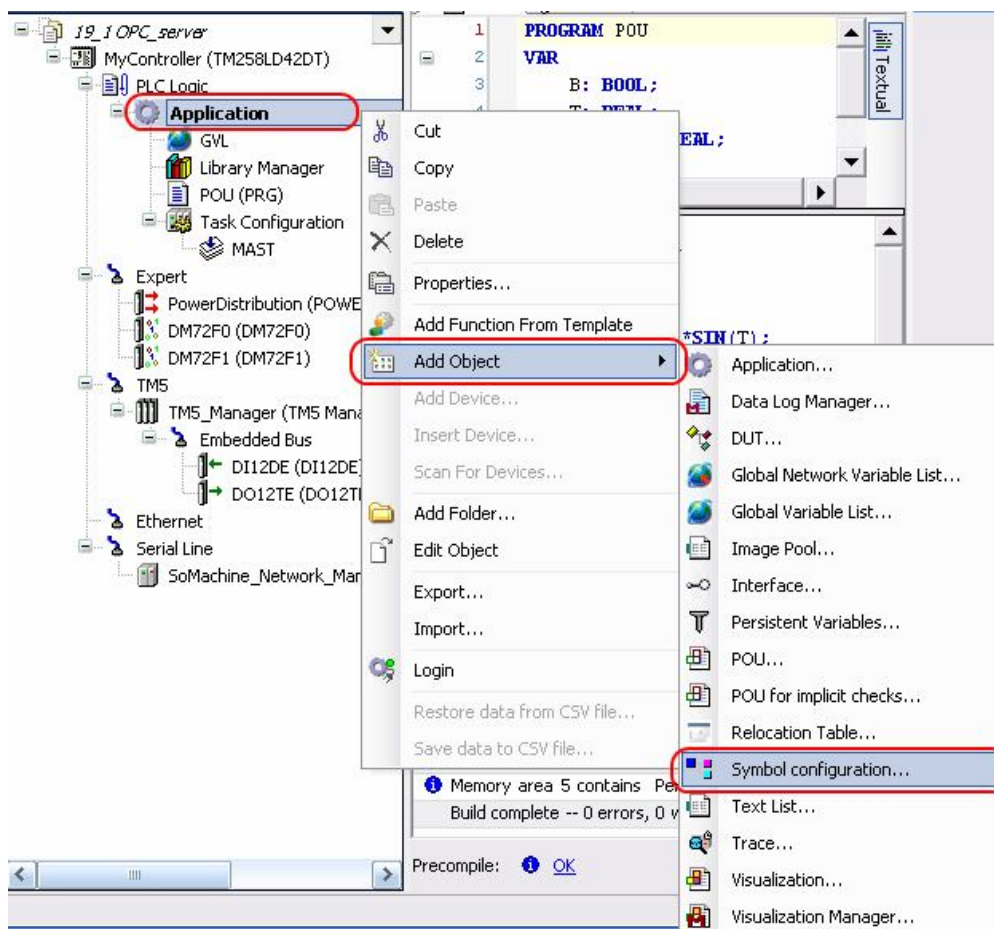 19_1 OPC_server
MyController (TM258LD42DT)
PLC Logic
Application
GVL
Library Manager
POU (PRG)
Task Configuration
MAST
Expert
PowerDistribution (POWE
DM72F0 (DM72F0)
DM72F1 (DM72F1)
TM5
TM5_Manager (TM5 Mana
Embedded Bus
DI12DE (DI12DE)
DO12TE (DO12TE
Ethernet
Serial Line
SoMachine_Network_Man
1 PROGRAM POU
2 VAR
3 B: BOOL;
4 T: REAL;
EAL;
Textual
*SIN(T);
Cut
Copy
Paste
Delete
Properties...
Add Function From Template
Add Object
Add Device...
Insert Device...
Scan For Devices...
Add Folder...
Edit Object
Export...
Import...
Login
Restore data from CSV file...
Save data to CSV file...
Application...
Data Log Manager...
DUT...
Global Network Variable List...
Global Variable List...
Image Pool...
Interface...
Persistent Variables...
POU...
POU for implicit checks...
Relocation Table...
Symbol configuration...
Text List...
Trace...
Visualization...
Visualization Manager...
Memory area 5 contains Per
Build complete -- 0 errors, 0 w
Precompile: OK